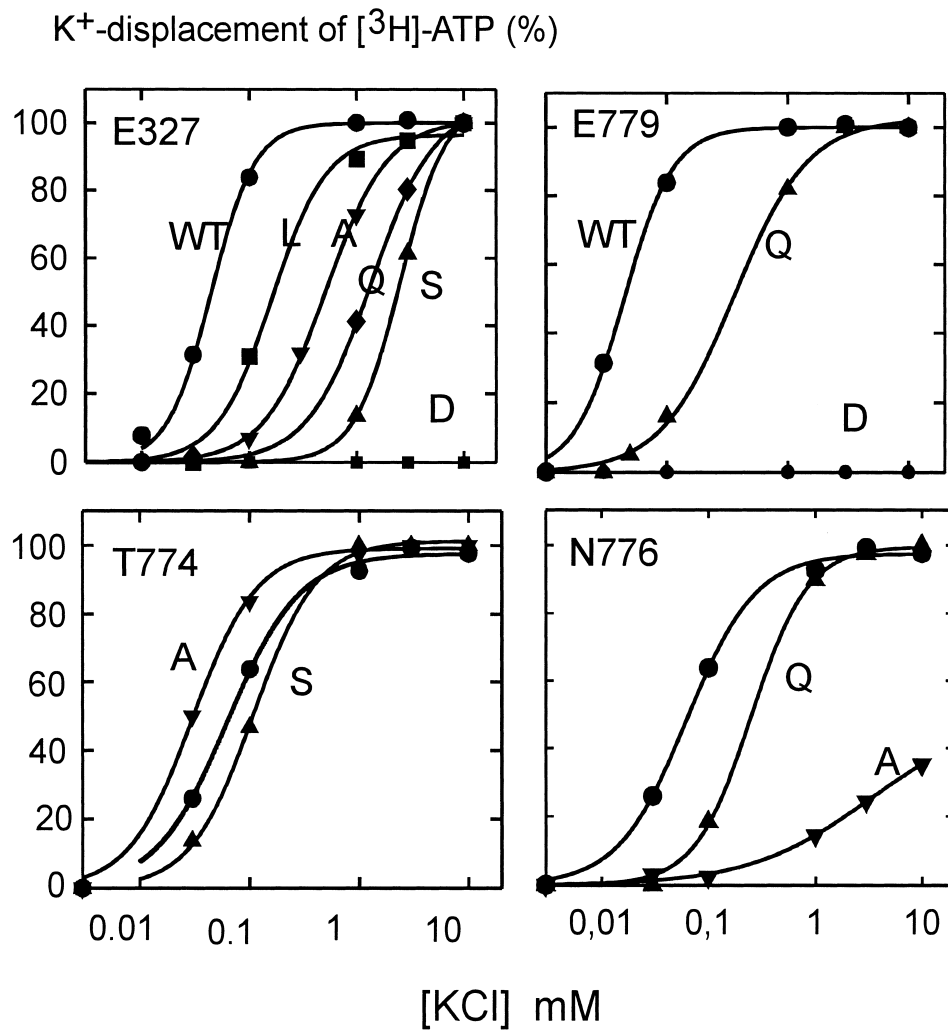 K+-displacement of [3H]-ATP (%)
E327
E779
100
80
60
40
20
0
WT
L
A
Q
S
D
WT
Q
D
T774
N776
100
80
60
40
20
0
A
S
Q
A
0.01 0.1 1 10
0,01 0,1 1 10
[KCl] mM